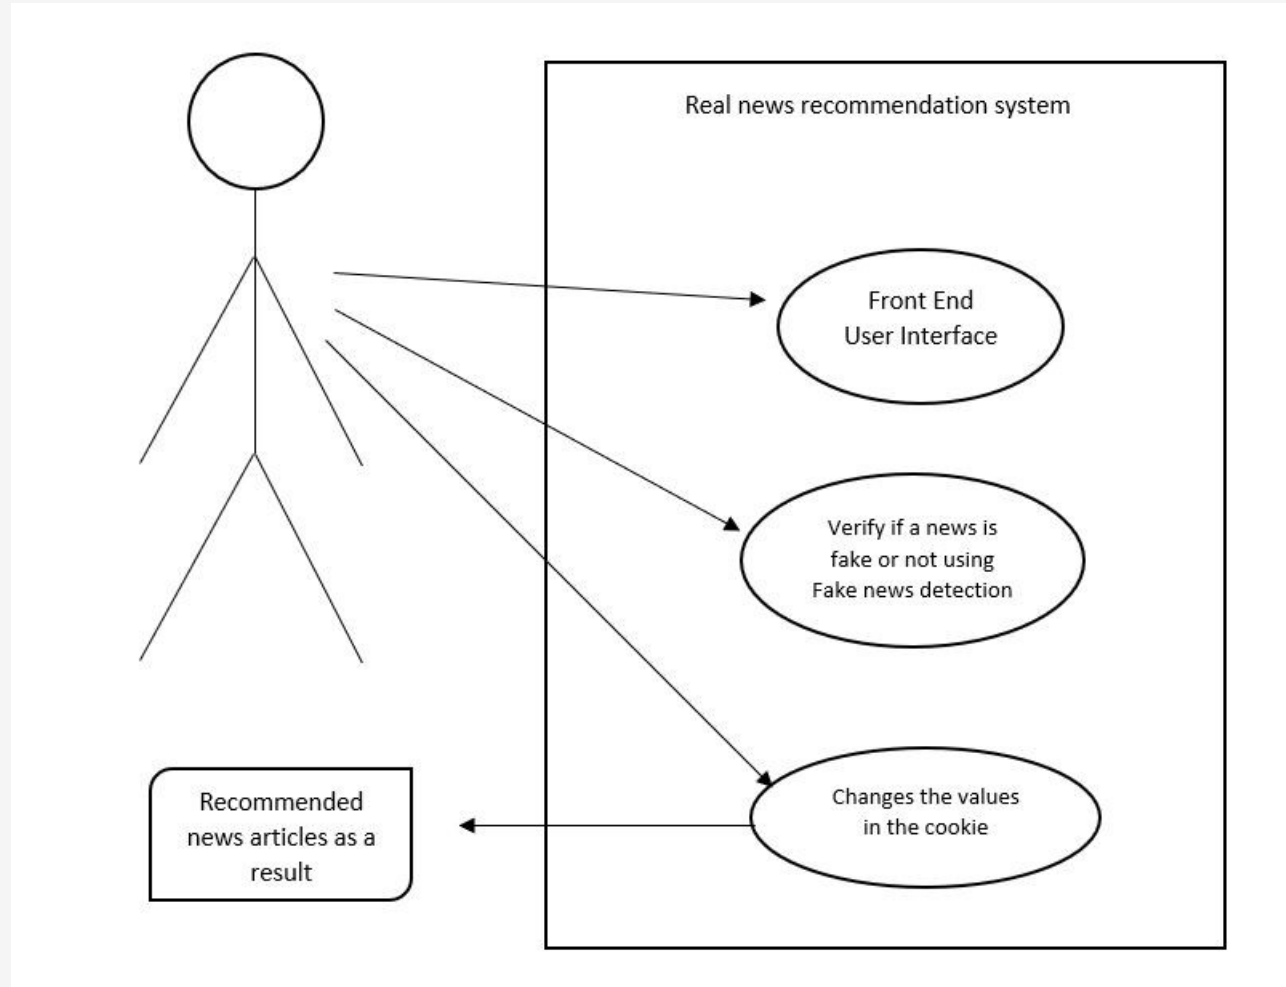 Real news recommendation system
Front End
User Interface
Verify if a news is
fake or not using
Fake news detection
Changes the values
in the cookie
Recommended
news articles as a
result